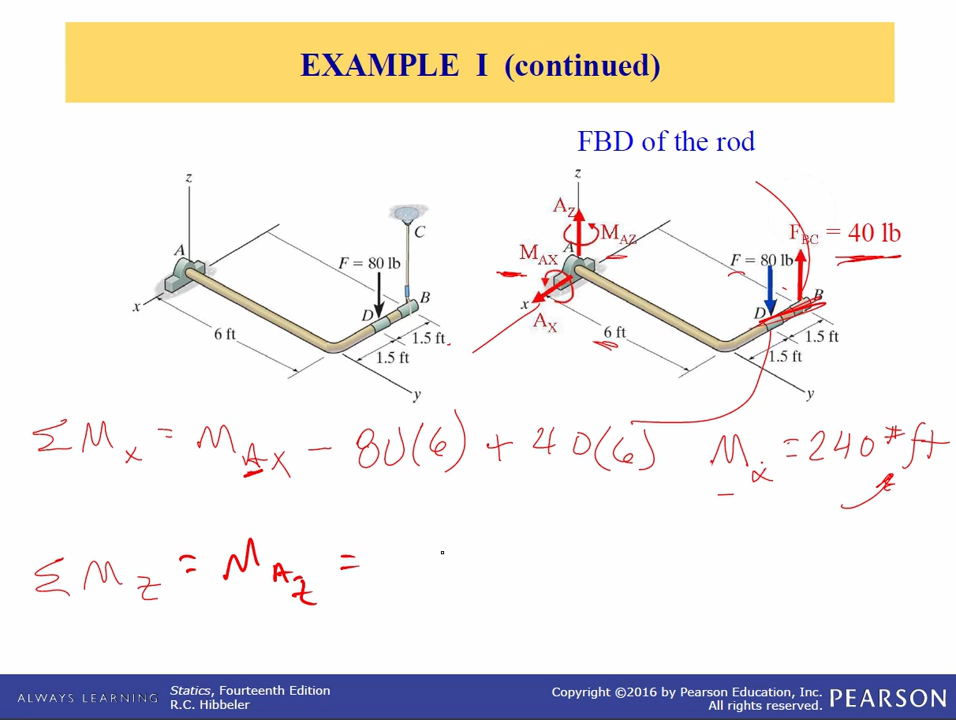 EXAMPLE I (continued)
FBD of the rod
z
A
C
F = 80 lb
B
D
x
6 ft
1.5 ft
1.5 ft
y
z
A_Z
M_AZ
A
M_AX
F_BC = 40 lb
F = 80 lb
x
A_X
B
D
6 ft
1.5 ft
1.5 ft
y
ΣM_x = M_AX − 80(6) + 40(6) M_x = 240 # ft
ΣM_Z = M_AZ =
ALWAYS LEARNING
Statics, Fourteenth Edition
R.C. Hibbeler
Copyright ©2016 by Pearson Education, Inc.
All rights reserved.
PEARSON